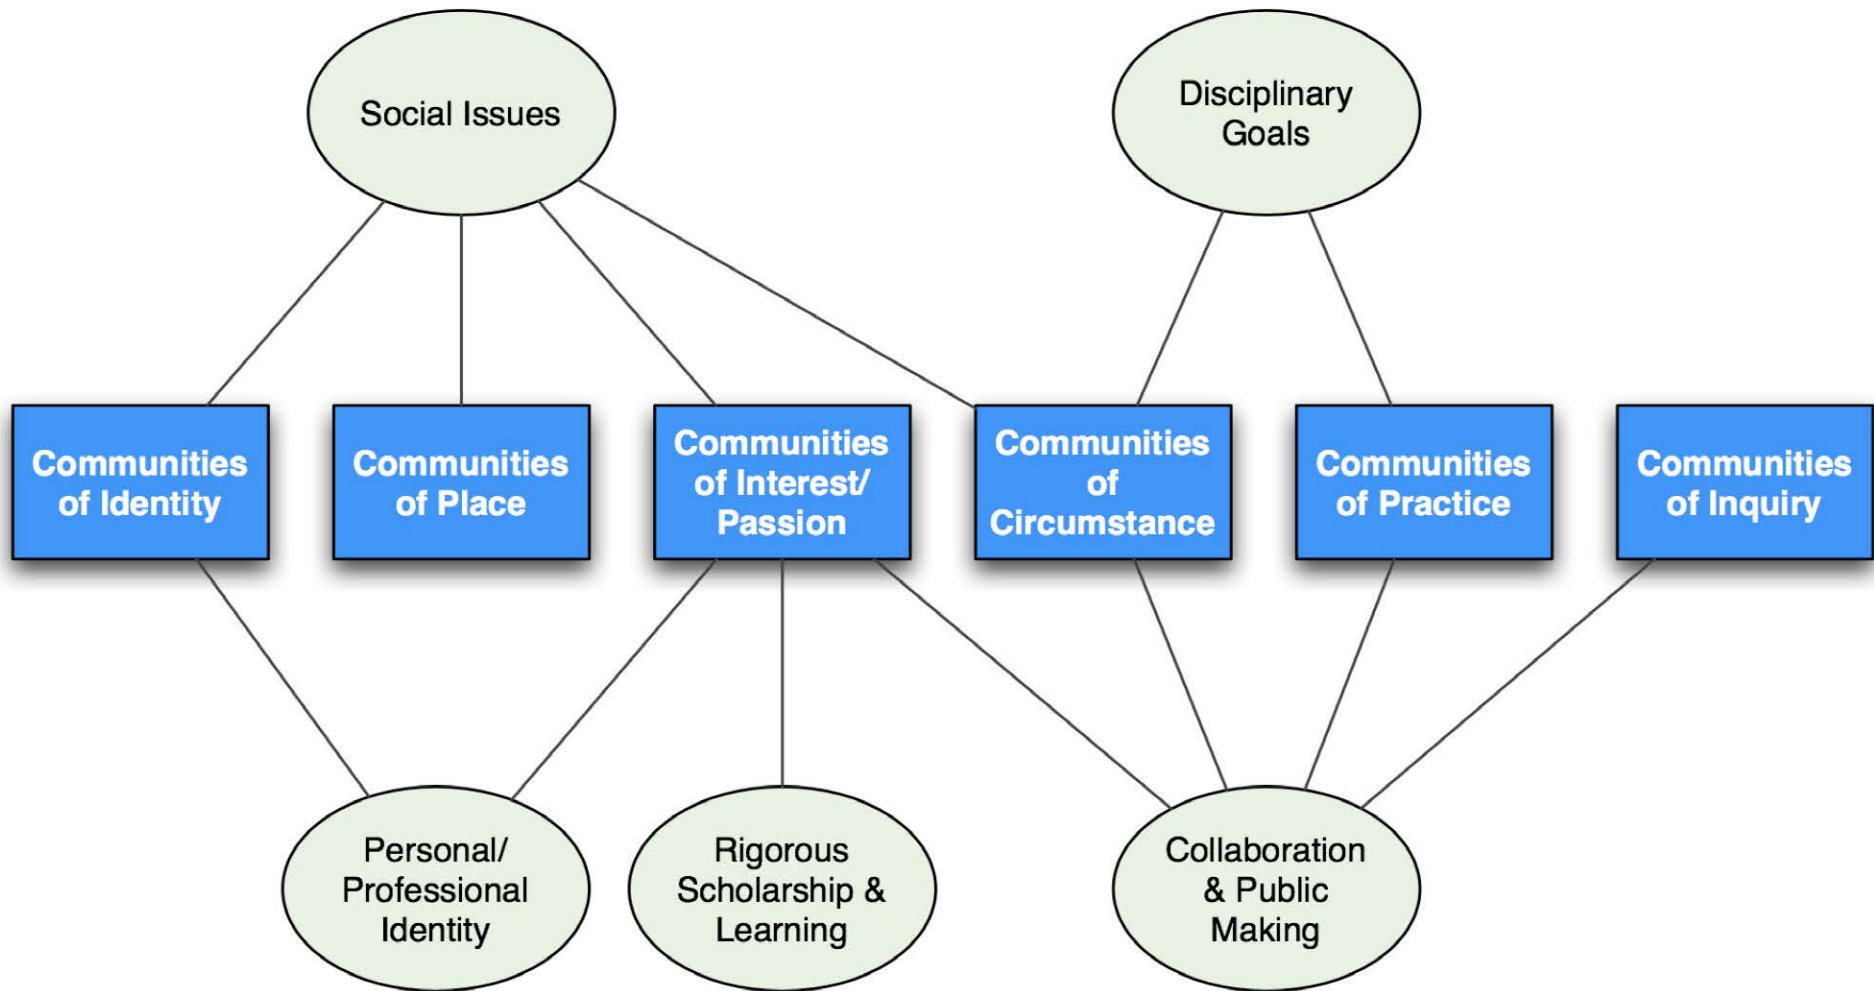 Social Issues
Disciplinary
Goals
Communities
of Identity
Communities
of Place
Communities
of Interest/
Passion
Communities
of
Circumstance
Communities
of Practice
Communities
of Inquiry
Personal/
Professional
Identity
Rigorous
Scholarship &
Learning
Collaboration
& Public
Making